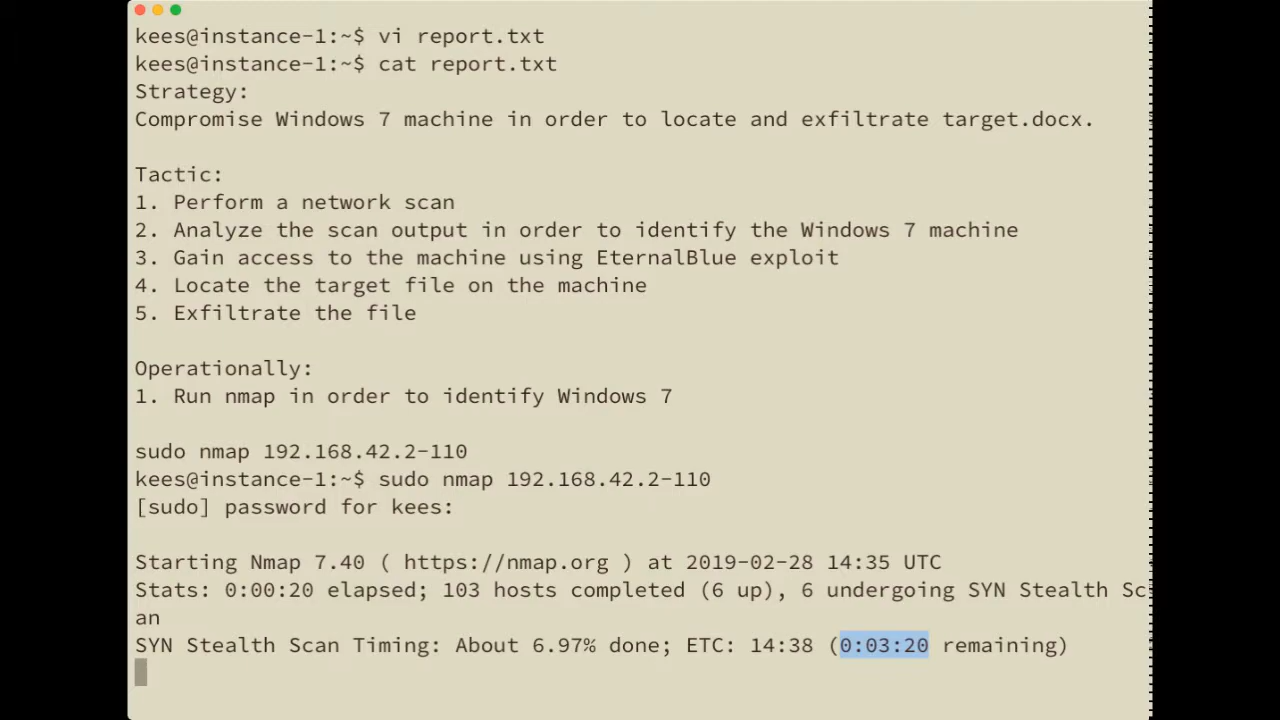 kees@instance-1:~$ vi report.txt
kees@instance-1:~$ cat report.txt
Strategy:
Compromise Windows 7 machine in order to locate and exfiltrate target.docx.
Tactic:
1. Perform a network scan
2. Analyze the scan output in order to identify the Windows 7 machine
3. Gain access to the machine using EternalBlue exploit
4. Locate the target file on the machine
5. Exfiltrate the file
Operationally:
1. Run nmap in order to identify Windows 7
sudo nmap 192.168.42.2-110
kees@instance-1:~$ sudo nmap 192.168.42.2-110
[sudo] password for kees:
Starting Nmap 7.40 ( https://nmap.org ) at 2019-02-28 14:35 UTC
Stats: 0:00:20 elapsed; 103 hosts completed (6 up), 6 undergoing SYN Stealth Sc
an
SYN Stealth Scan Timing: About 6.97% done; ETC: 14:38 (0:03:20 remaining)